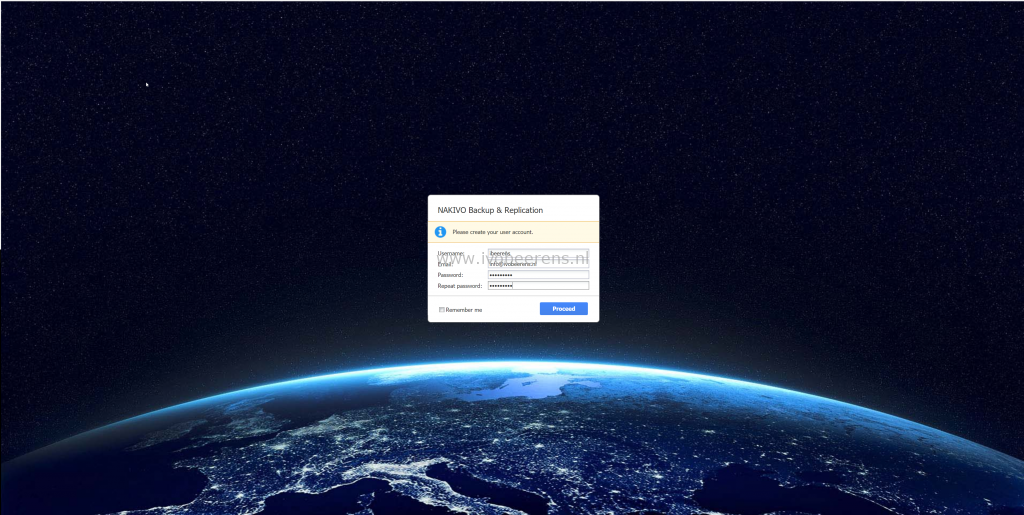 NAKIVO Backup & Replication
Please create your user account.
Username: ibeerens
www.ivobeerens.nl
Email: info@ivobeerens.nl
Password: •••••••••
Repeat password: •••••••••
Remember me
Proceed